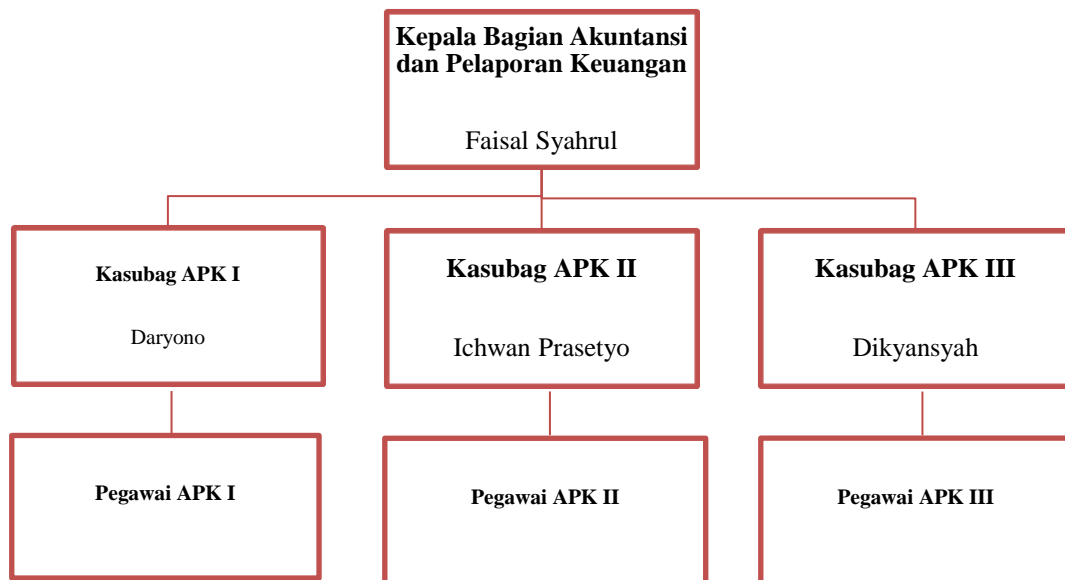 Kepala Bagian Akuntansi
dan Pelaporan Keuangan
Faisal Syahrul
Kasubag APK I
Daryono
Kasubag APK II
Ichwan Prasetyo
Kasubag APK III
Dikyansyah
Pegawai APK I
Pegawai APK II
Pegawai APK III